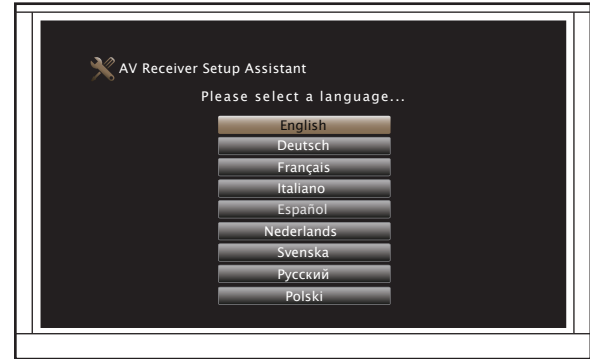 AV Receiver Setup Assistant
Please select a language...
English
Deutsch
Français
Italiano
Español
Nederlands
Svenska
Русский
Polski